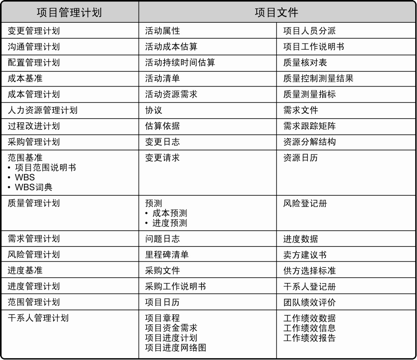 项目管理计划 项目文件
变更管理计划 活动属性 项目人员分派
沟通管理计划 活动成本估算 项目工作说明书
配置管理计划 活动持续时间估算 质量核对表
成本基准 活动清单 质量控制测量结果
成本管理计划 活动资源需求 质量测量指标
人力资源管理计划 协议 需求文件
过程改进计划 估算依据 需求跟踪矩阵
采购管理计划 变更日志 资源分解结构
范围基准 变更请求 资源日历
• 项目范围说明书
• WBS
• WBS词典
质量管理计划 预测 风险登记册
• 成本预测
• 进度预测
需求管理计划 问题日志 进度数据
风险管理计划 里程碑清单 卖方建议书
进度基准 采购文件 供方选择标准
进度管理计划 采购工作说明书 干系人登记册
范围管理计划 项目日历 团队绩效评价
干系人管理计划 项目章程 工作绩效数据
项目资金需求 工作绩效信息
项目进度计划 工作绩效报告
项目进度网络图